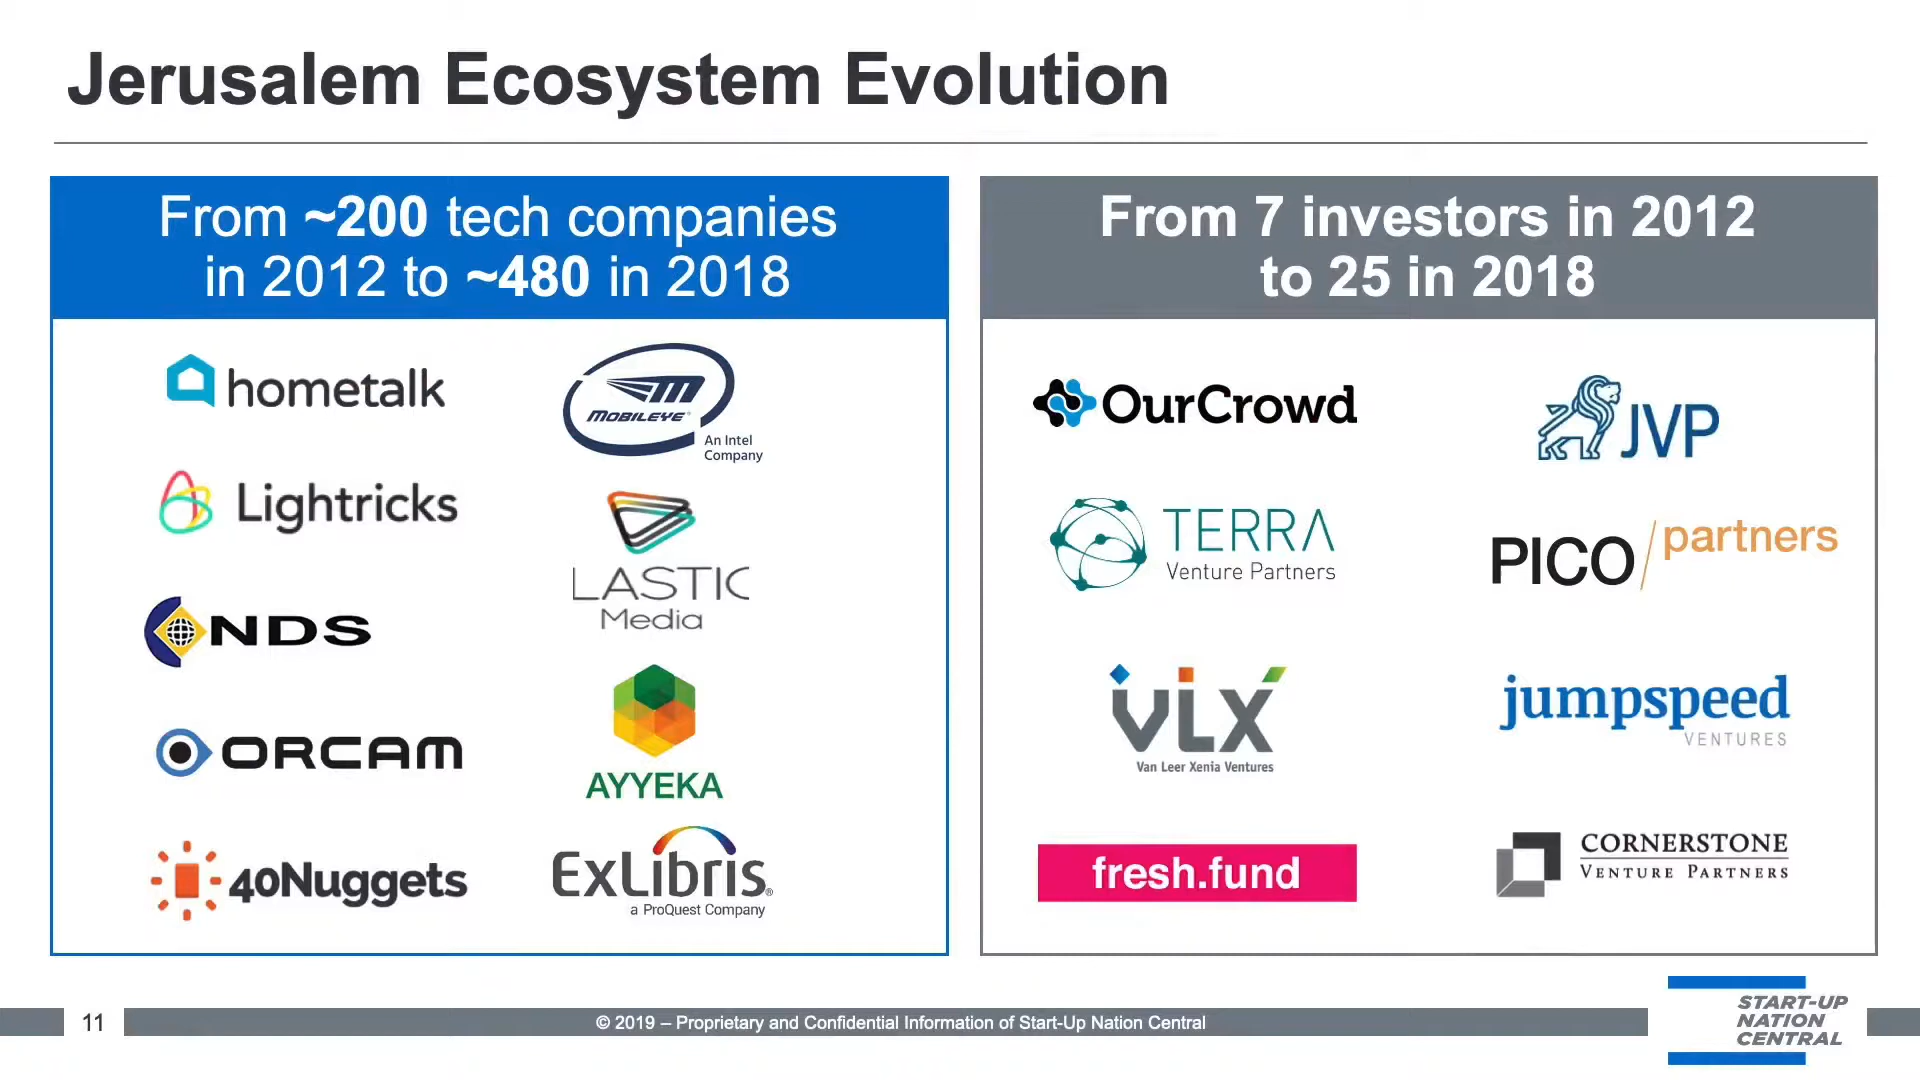 Jerusalem Ecosystem Evolution
From ~200 tech companies
in 2012 to ~480 in 2018
hometalk
MOBILEYE
An Intel
Company
Lightricks
LASTIC
Media
NDS
ORCAM
AYYEKA
40Nuggets
ExLibris®
a ProQuest Company
From 7 investors in 2012
to 25 in 2018
OurCrowd
JVP
TERRA
Venture Partners
PICO/partners
VLX
Van Leer Xenia Ventures
jumpspeed
VENTURES
fresh.fund
CORNERSTONE
VENTURE PARTNERS
11
© 2019 – Proprietary and Confidential Information of Start-Up Nation Central
START-UP
NATION
CENTRAL